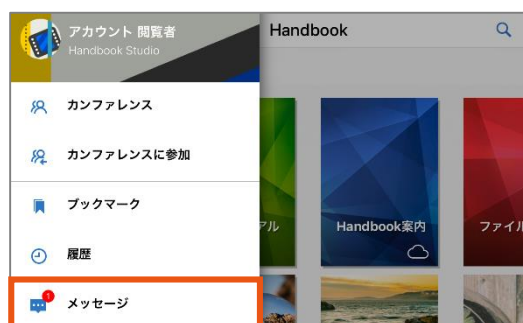 アカウント 閲覧者
Handbook Studio
Handbook
カンファレンス
カンファレンスに参加
ブックマーク
履歴
1
メッセージ
アル
Handbook案内
ファイル